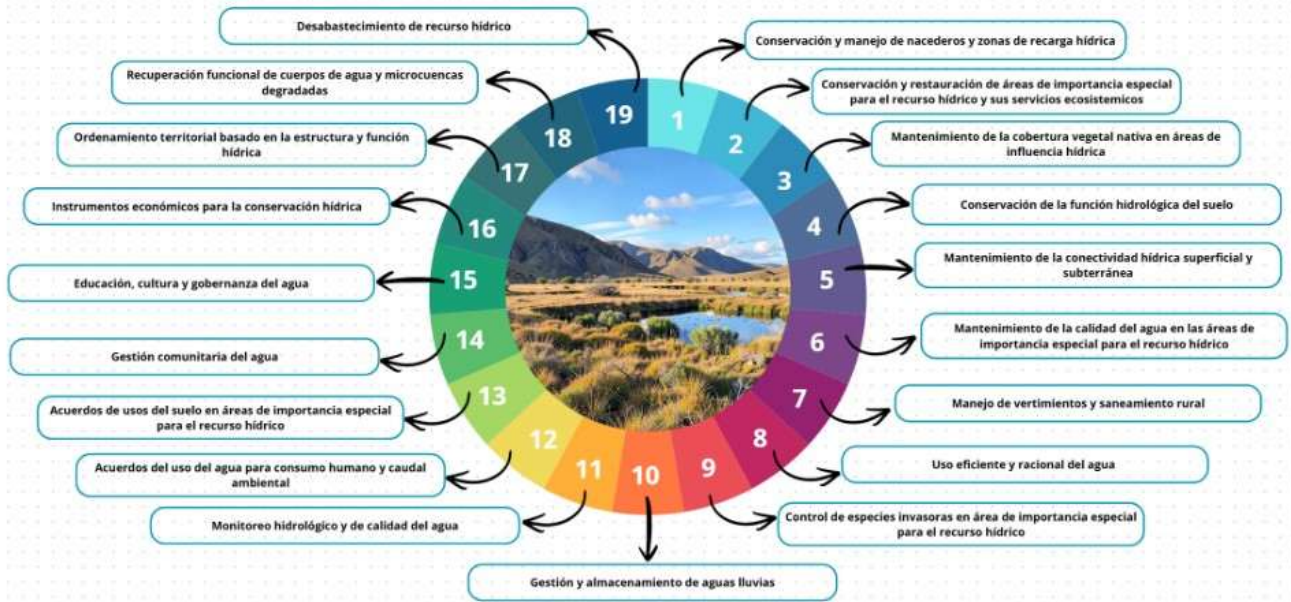 1
Conservación y manejo de nacederos y zonas de recarga hídrica
2
Conservación y restauración de áreas de importancia especial
para el recurso hídrico y sus servicios ecosistemicos
3
Mantenimiento de la cobertura vegetal nativa en áreas de
influencia hídrica
4
Conservación de la función hidrológica del suelo
5
Mantenimiento de la conectividad hídrica superficial y
subterránea
6
Mantenimiento de la calidad del agua en las áreas de
importancia especial para el recurso hídrico
7
Manejo de vertimientos y saneamiento rural
8
Uso eficiente y racional del agua
9
Control de especies invasoras en área de importancia especial
para el recurso hídrico
10
Gestión y almacenamiento de aguas lluvias
11
Monitoreo hidrológico y de calidad del agua
12
Acuerdos del uso del agua para consumo humano y caudal
ambiental
13
Acuerdos de usos del suelo en áreas de importancia especial
para el recurso hídrico
14
Gestión comunitaria del agua
15
Educación, cultura y gobernanza del agua
16
Instrumentos económicos para la conservación hídrica
17
Ordenamiento territorial basado en la estructura y función
hídrica
18
Recuperación funcional de cuerpos de agua y microcuencas
degradadas
19
Desabastecimiento de recurso hídrico